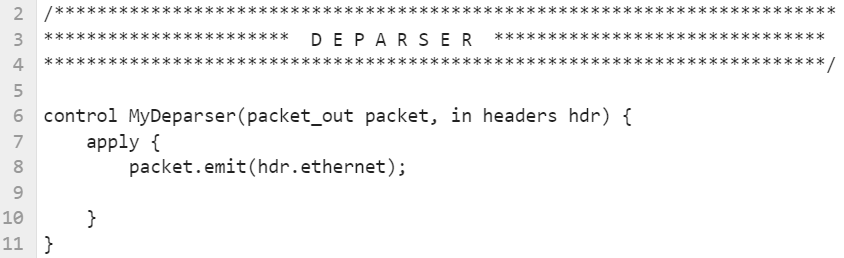 2 /*************************************************************************
3 *********************** D E P A R S E R *******************************
4 *************************************************************************/
5
6 control MyDeparser(packet_out packet, in headers hdr) {
7     apply {
8         packet.emit(hdr.ethernet);
9
10     }
11 }